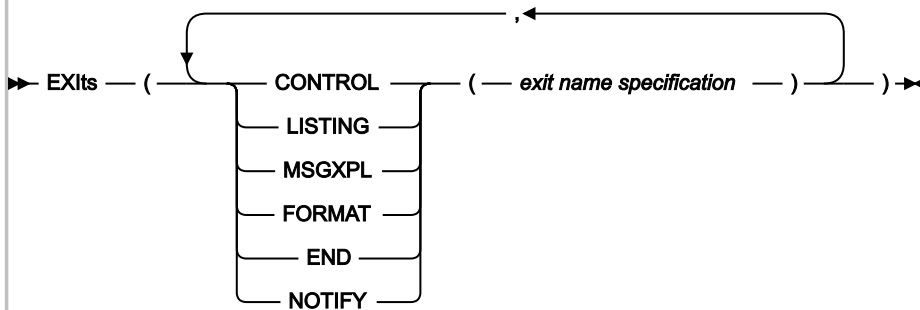 ,
EXIts ( CONTROL ( exit name specification ) )
LISTING
MSGXPL
FORMAT
END
NOTIFY